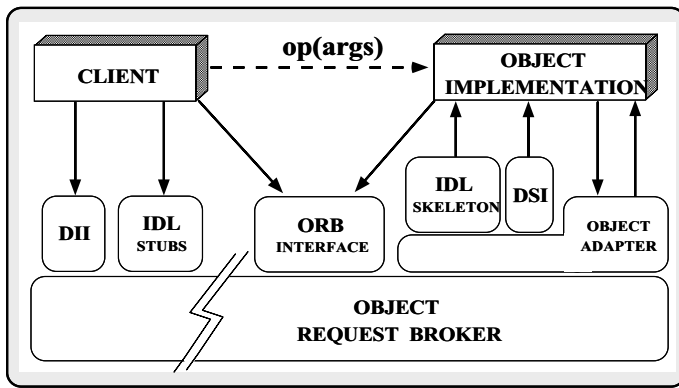 op(args)
CLIENT
OBJECT
IMPLEMENTATION
DII
IDL
STUBS
ORB
INTERFACE
IDL
SKELETON
DSI
OBJECT
ADAPTER
OBJECT
REQUEST BROKER